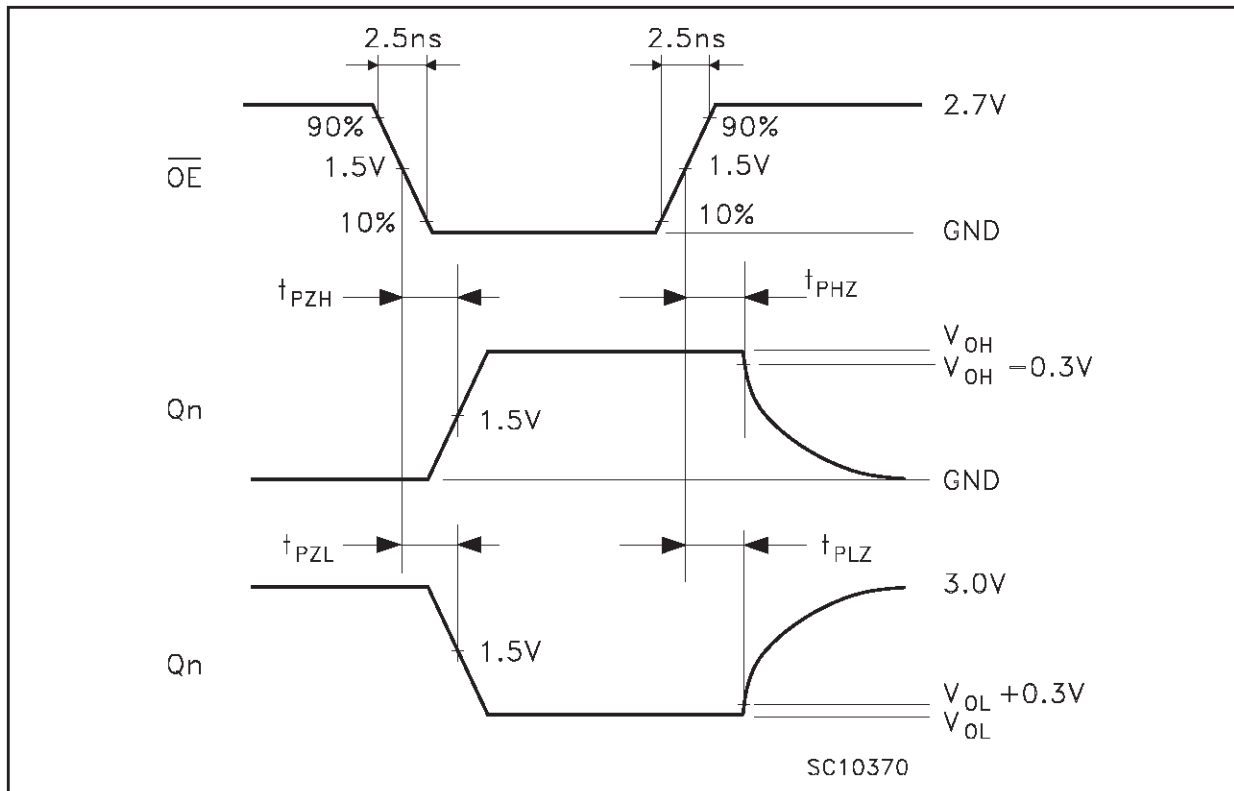 2.5ns 2.5ns
2.7V
90% 90%
OE 1.5V 1.5V
10% 10%
GND
tPZH tPHZ
VOH
VOH −0.3V
Qn 1.5V
GND
tPZL tPLZ
3.0V
Qn 1.5V
VOL +0.3V
VOL
SC10370